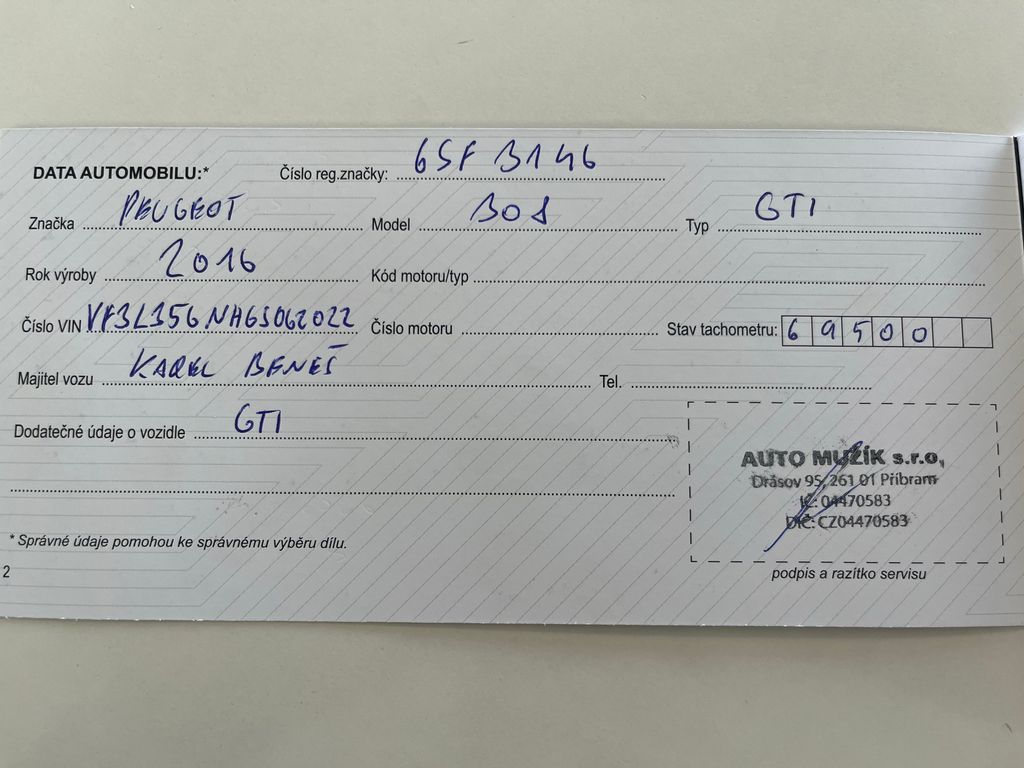 DATA AUTOMOBILU:* Číslo reg.značky: 6SF 3146
Značka PEUGEOT Model 308 Typ GTI
Rok výroby 2016 Kód motoru/typ
Číslo VIN VF3L35GNHGS062022 Číslo motoru Stav tachometru: 69500
Majitel vozu KAREL BENEŠ Tel.
Dodatečné údaje o vozidle GTI
AUTO MUZÍK s.r.o,
Drásov 95, 261 01 Příbram
IČ: 04470583
DIČ: CZ04470583
* Správné údaje pomohou ke správnému výběru dílu.
2
podpis a razítko servisu